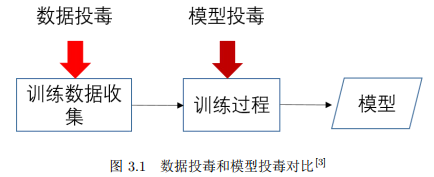 数据投毒
模型投毒
训练数据收
集
训练过程
模型
图 3.1 数据投毒和模型投毒对比[3]